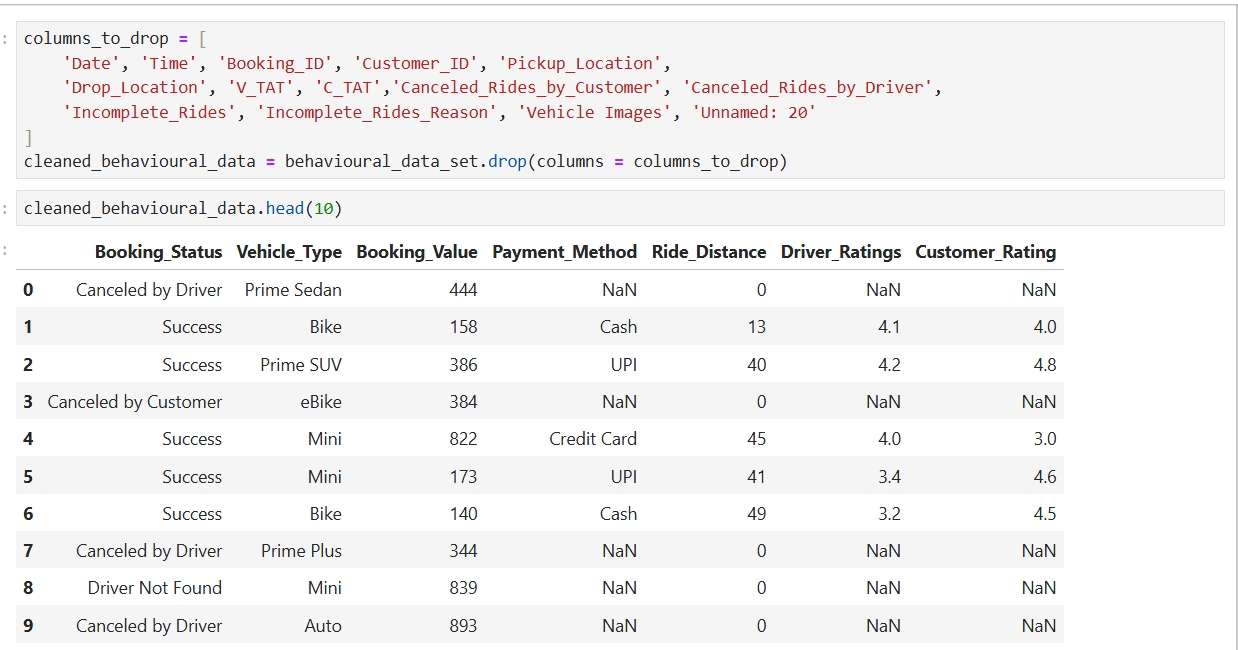 : columns_to_drop = [
'Date', 'Time', 'Booking_ID', 'Customer_ID', 'Pickup_Location',
'Drop_Location', 'V_TAT', 'C_TAT','Canceled_Rides_by_Customer', 'Canceled_Rides_by_Driver',
'Incomplete_Rides', 'Incomplete_Rides_Reason', 'Vehicle Images', 'Unnamed: 20'
]
cleaned_behavioural_data = behavioural_data_set.drop(columns = columns_to_drop)
: cleaned_behavioural_data.head(10)
: Booking_Status Vehicle_Type Booking_Value Payment_Method Ride_Distance Driver_Ratings Customer_Rating
0 Canceled by Driver Prime Sedan 444 NaN 0 NaN NaN
1 Success Bike 158 Cash 13 4.1 4.0
2 Success Prime SUV 386 UPI 40 4.2 4.8
3 Canceled by Customer eBike 384 NaN 0 NaN NaN
4 Success Mini 822 Credit Card 45 4.0 3.0
5 Success Mini 173 UPI 41 3.4 4.6
6 Success Bike 140 Cash 49 3.2 4.5
7 Canceled by Driver Prime Plus 344 NaN 0 NaN NaN
8 Driver Not Found Mini 839 NaN 0 NaN NaN
9 Canceled by Driver Auto 893 NaN 0 NaN NaN